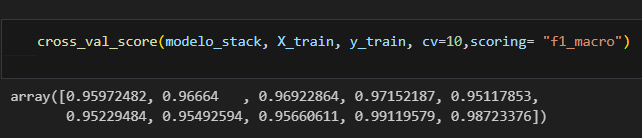 cross_val_score(modelo_stack, X_train, y_train, cv=10,scoring= "f1_macro")
array([0.95972482, 0.96664   , 0.96922864, 0.97152187, 0.95117853,
       0.95229484, 0.95492594, 0.95660611, 0.99119579, 0.98723376])